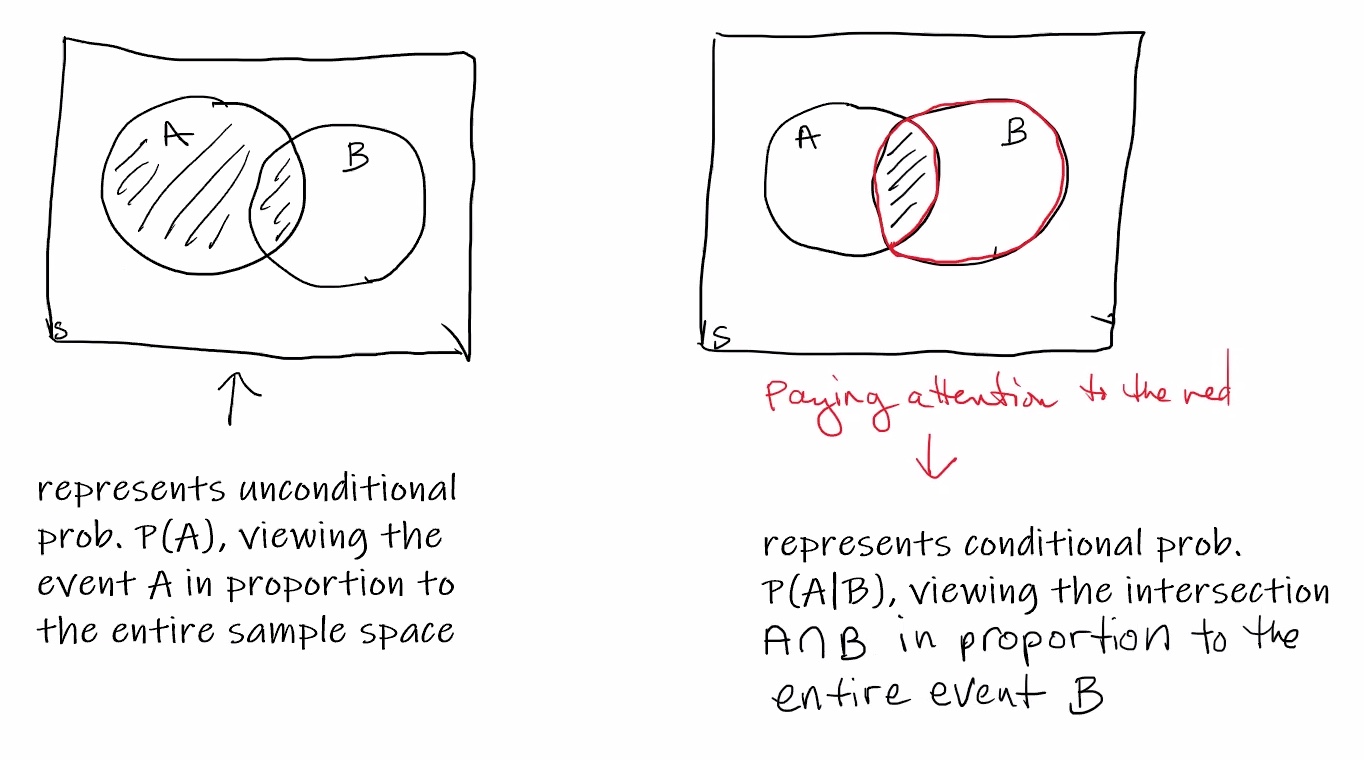 A
B
S
represents unconditional
prob. P(A), viewing the
event A in proportion to
the entire sample space
A
B
S
Paying attention to the red
represents conditional prob.
P(A|B), viewing the intersection
A∩B in proportion to the
entire event B